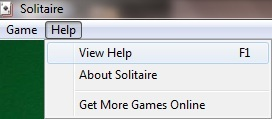 Solitaire
Game Help
View Help F1
About Solitaire
Get More Games Online